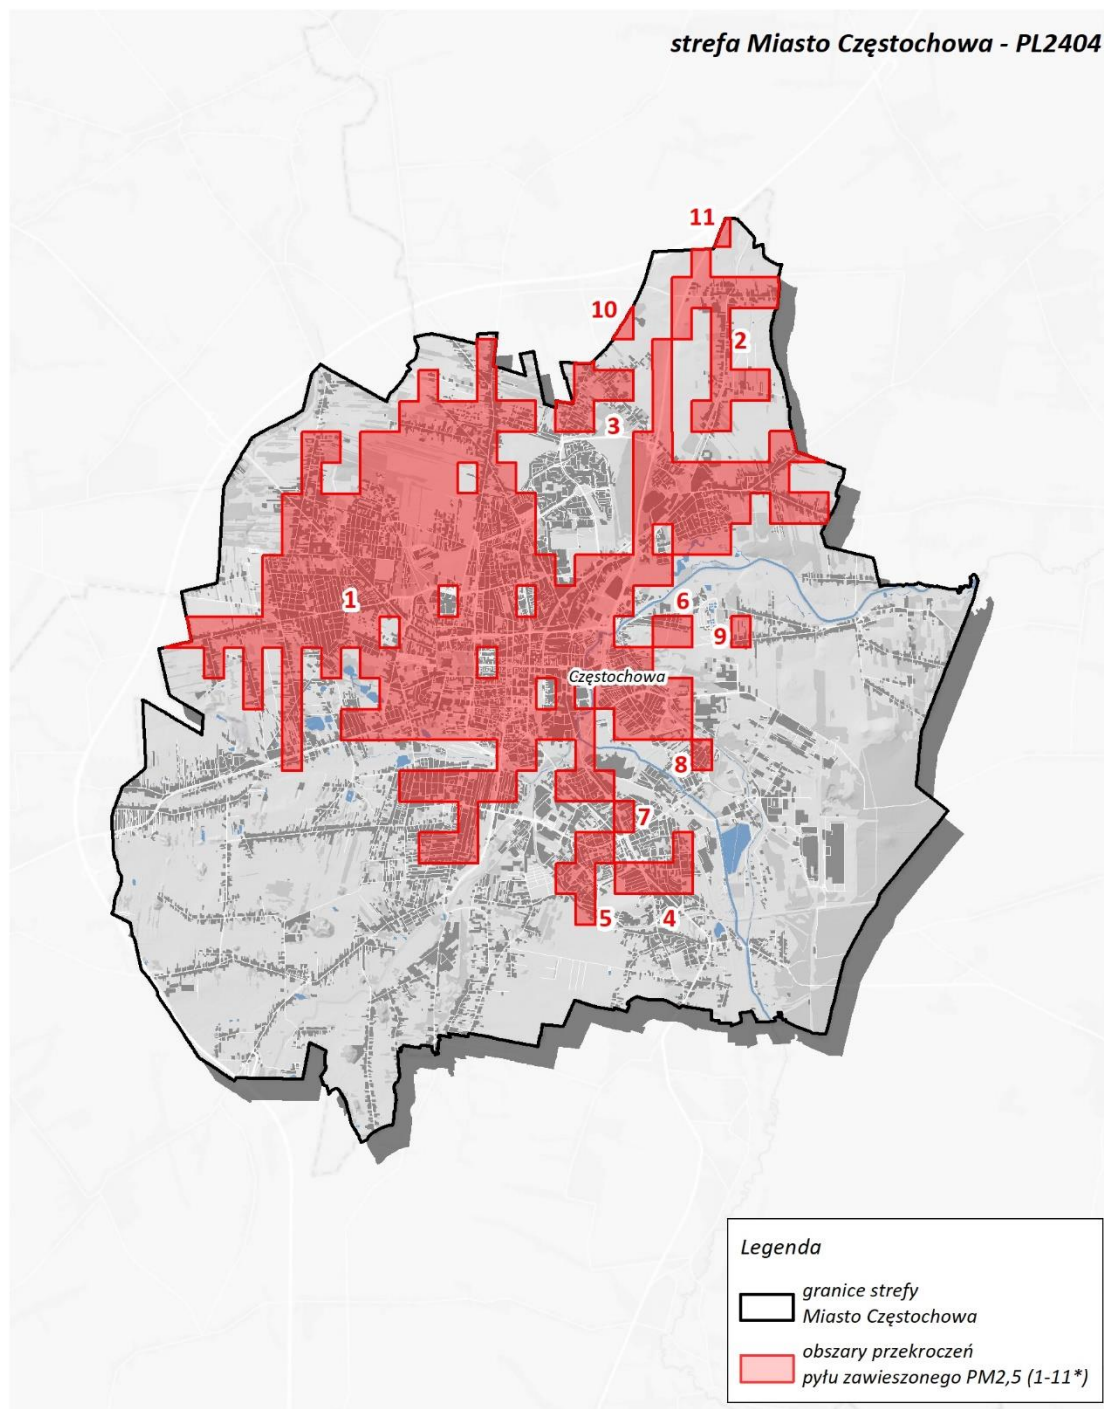 strefa Miasto Częstochowa - PL2404
11
10
2
3
1
6
9
Częstochowa
8
7
5
4
Legenda
granice strefy
Miasto Częstochowa
obszary przekroczeń
pyłu zawieszonego PM2,5 (1-11*)